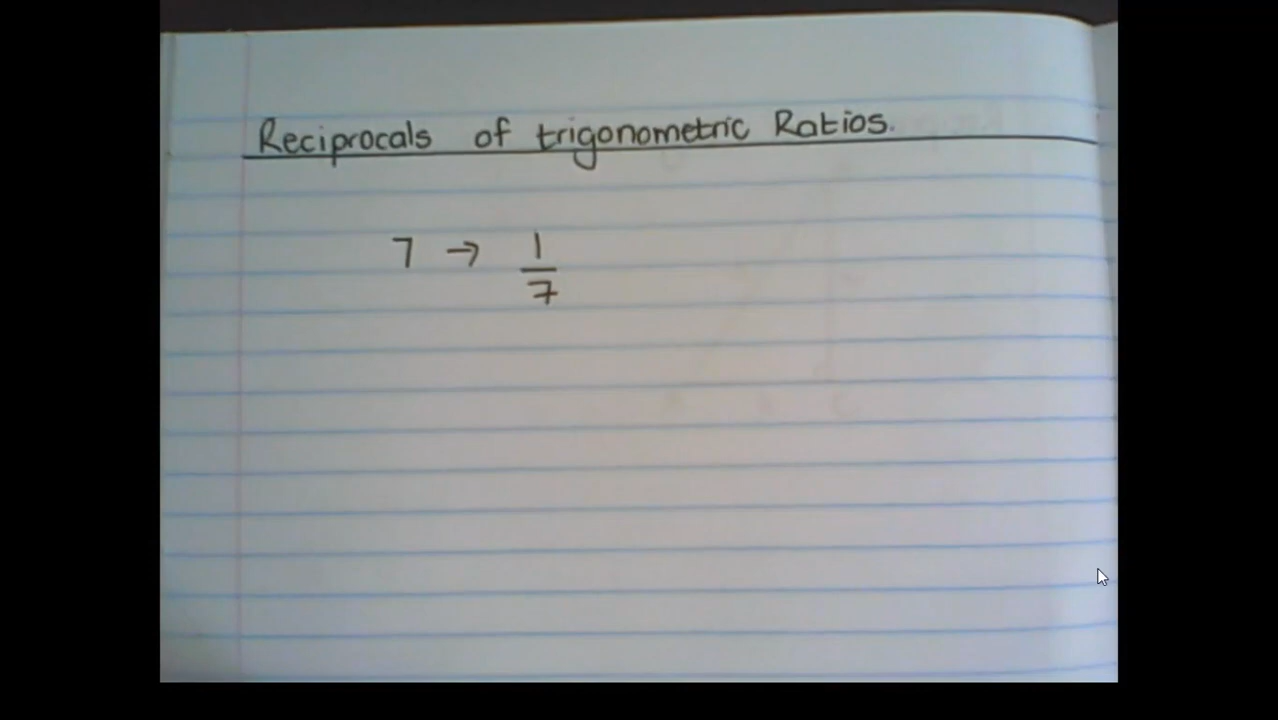 Reciprocals of trigonometric Ratios.
7 → 1/7